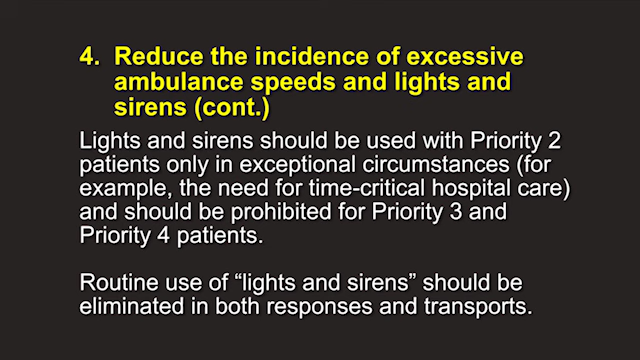 4. Reduce the incidence of excessive
ambulance speeds and lights and
sirens (cont.)
Lights and sirens should be used with Priority 2
patients only in exceptional circumstances (for
example, the need for time-critical hospital care)
and should be prohibited for Priority 3 and
Priority 4 patients.
Routine use of “lights and sirens” should be
eliminated in both responses and transports.